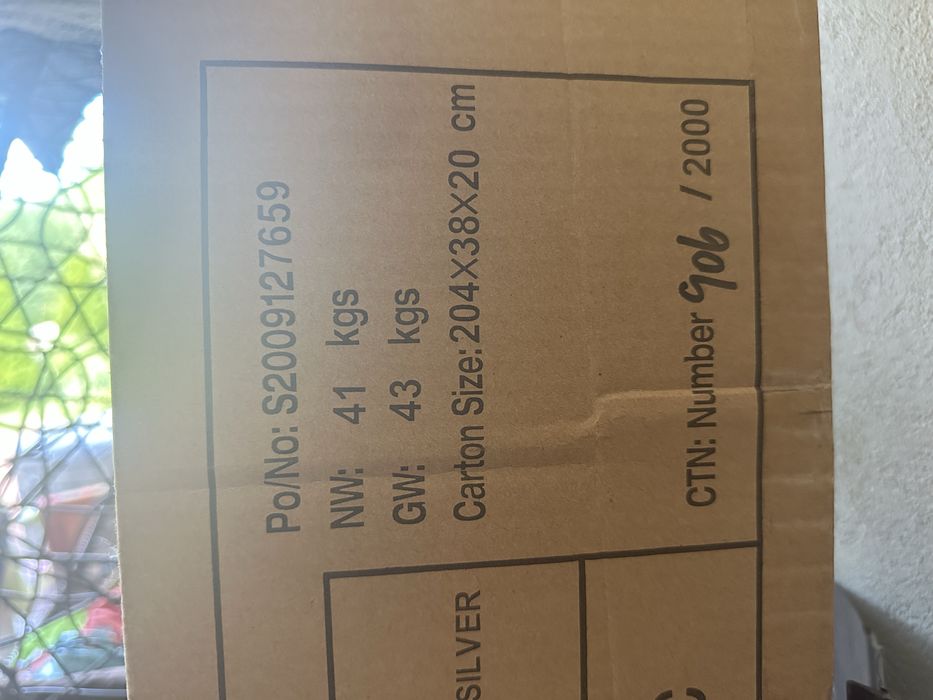 Po/No: S2009127659
NW: 41 kgs
GW: 43 kgs
Carton Size: 204X38X20 cm
CTN: Number 906 / 2000
SILVER